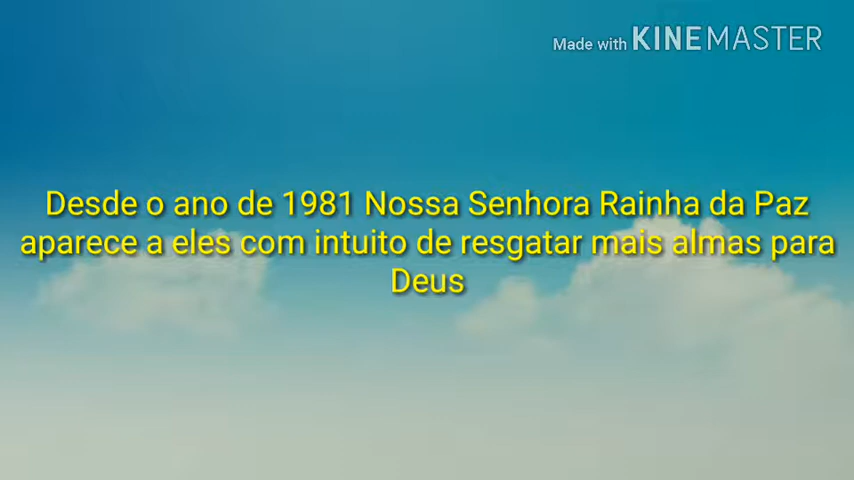 Made with KINEMASTER
Desde o ano de 1981 Nossa Senhora Rainha da Paz
aparece a eles com intuito de resgatar mais almas para
Deus